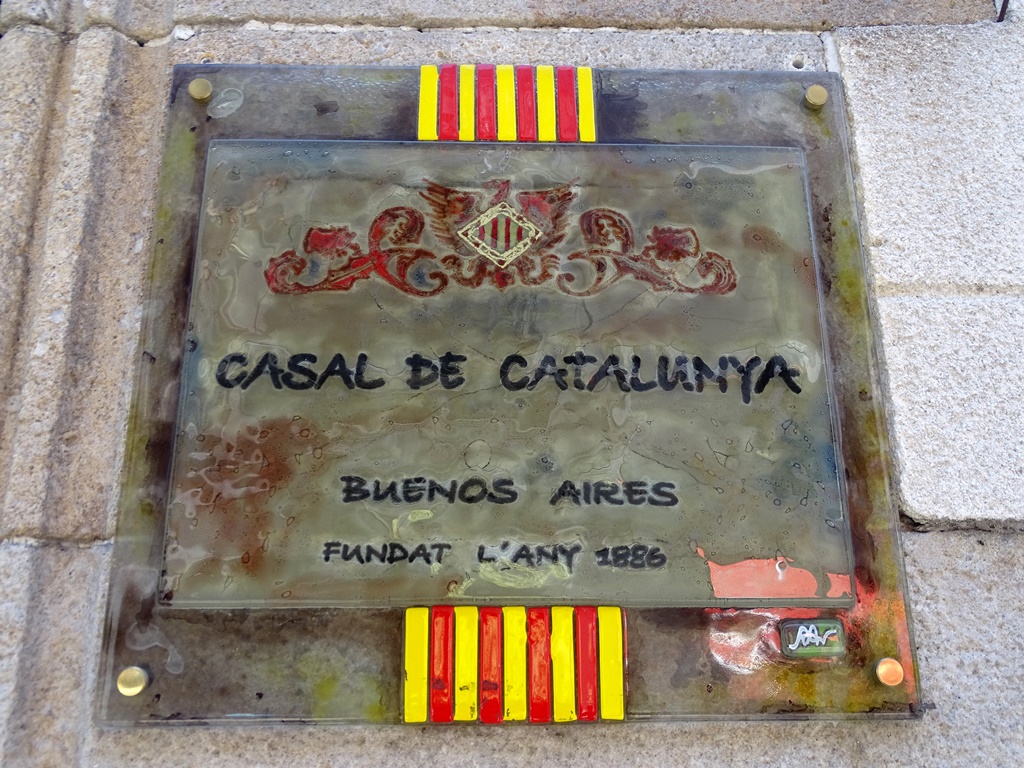 CASAL DE CATALUNYA
BUENOS AIRES
FUNDAT L'ANY 1886